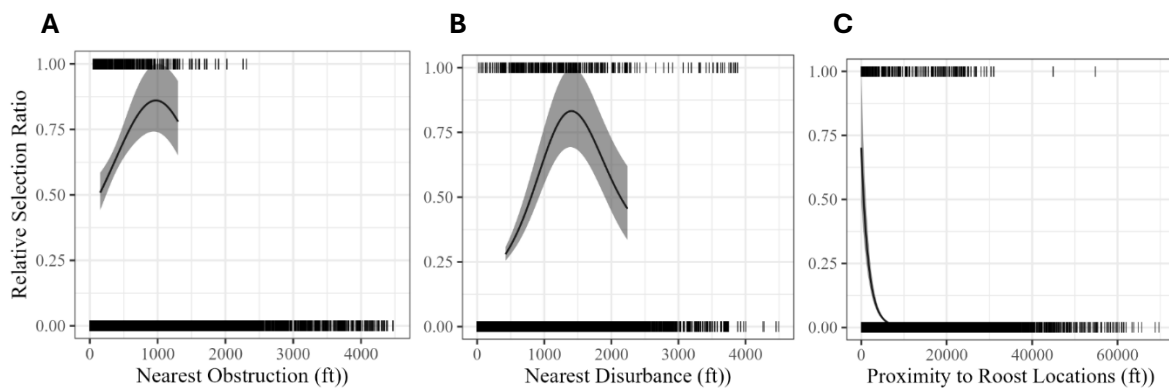 A B C
Relative Selection Ratio
1.00
0.75
0.50
0.25
0.00
0 1000 2000 3000 4000
Nearest Obstruction (ft))
1.00
0.75
0.50
0.25
0.00
0 1000 2000 3000 4000
Nearest Disurbance (ft))
1.00
0.75
0.50
0.25
0.00
0 20000 40000 60000
Proximity to Roost Locations (ft))